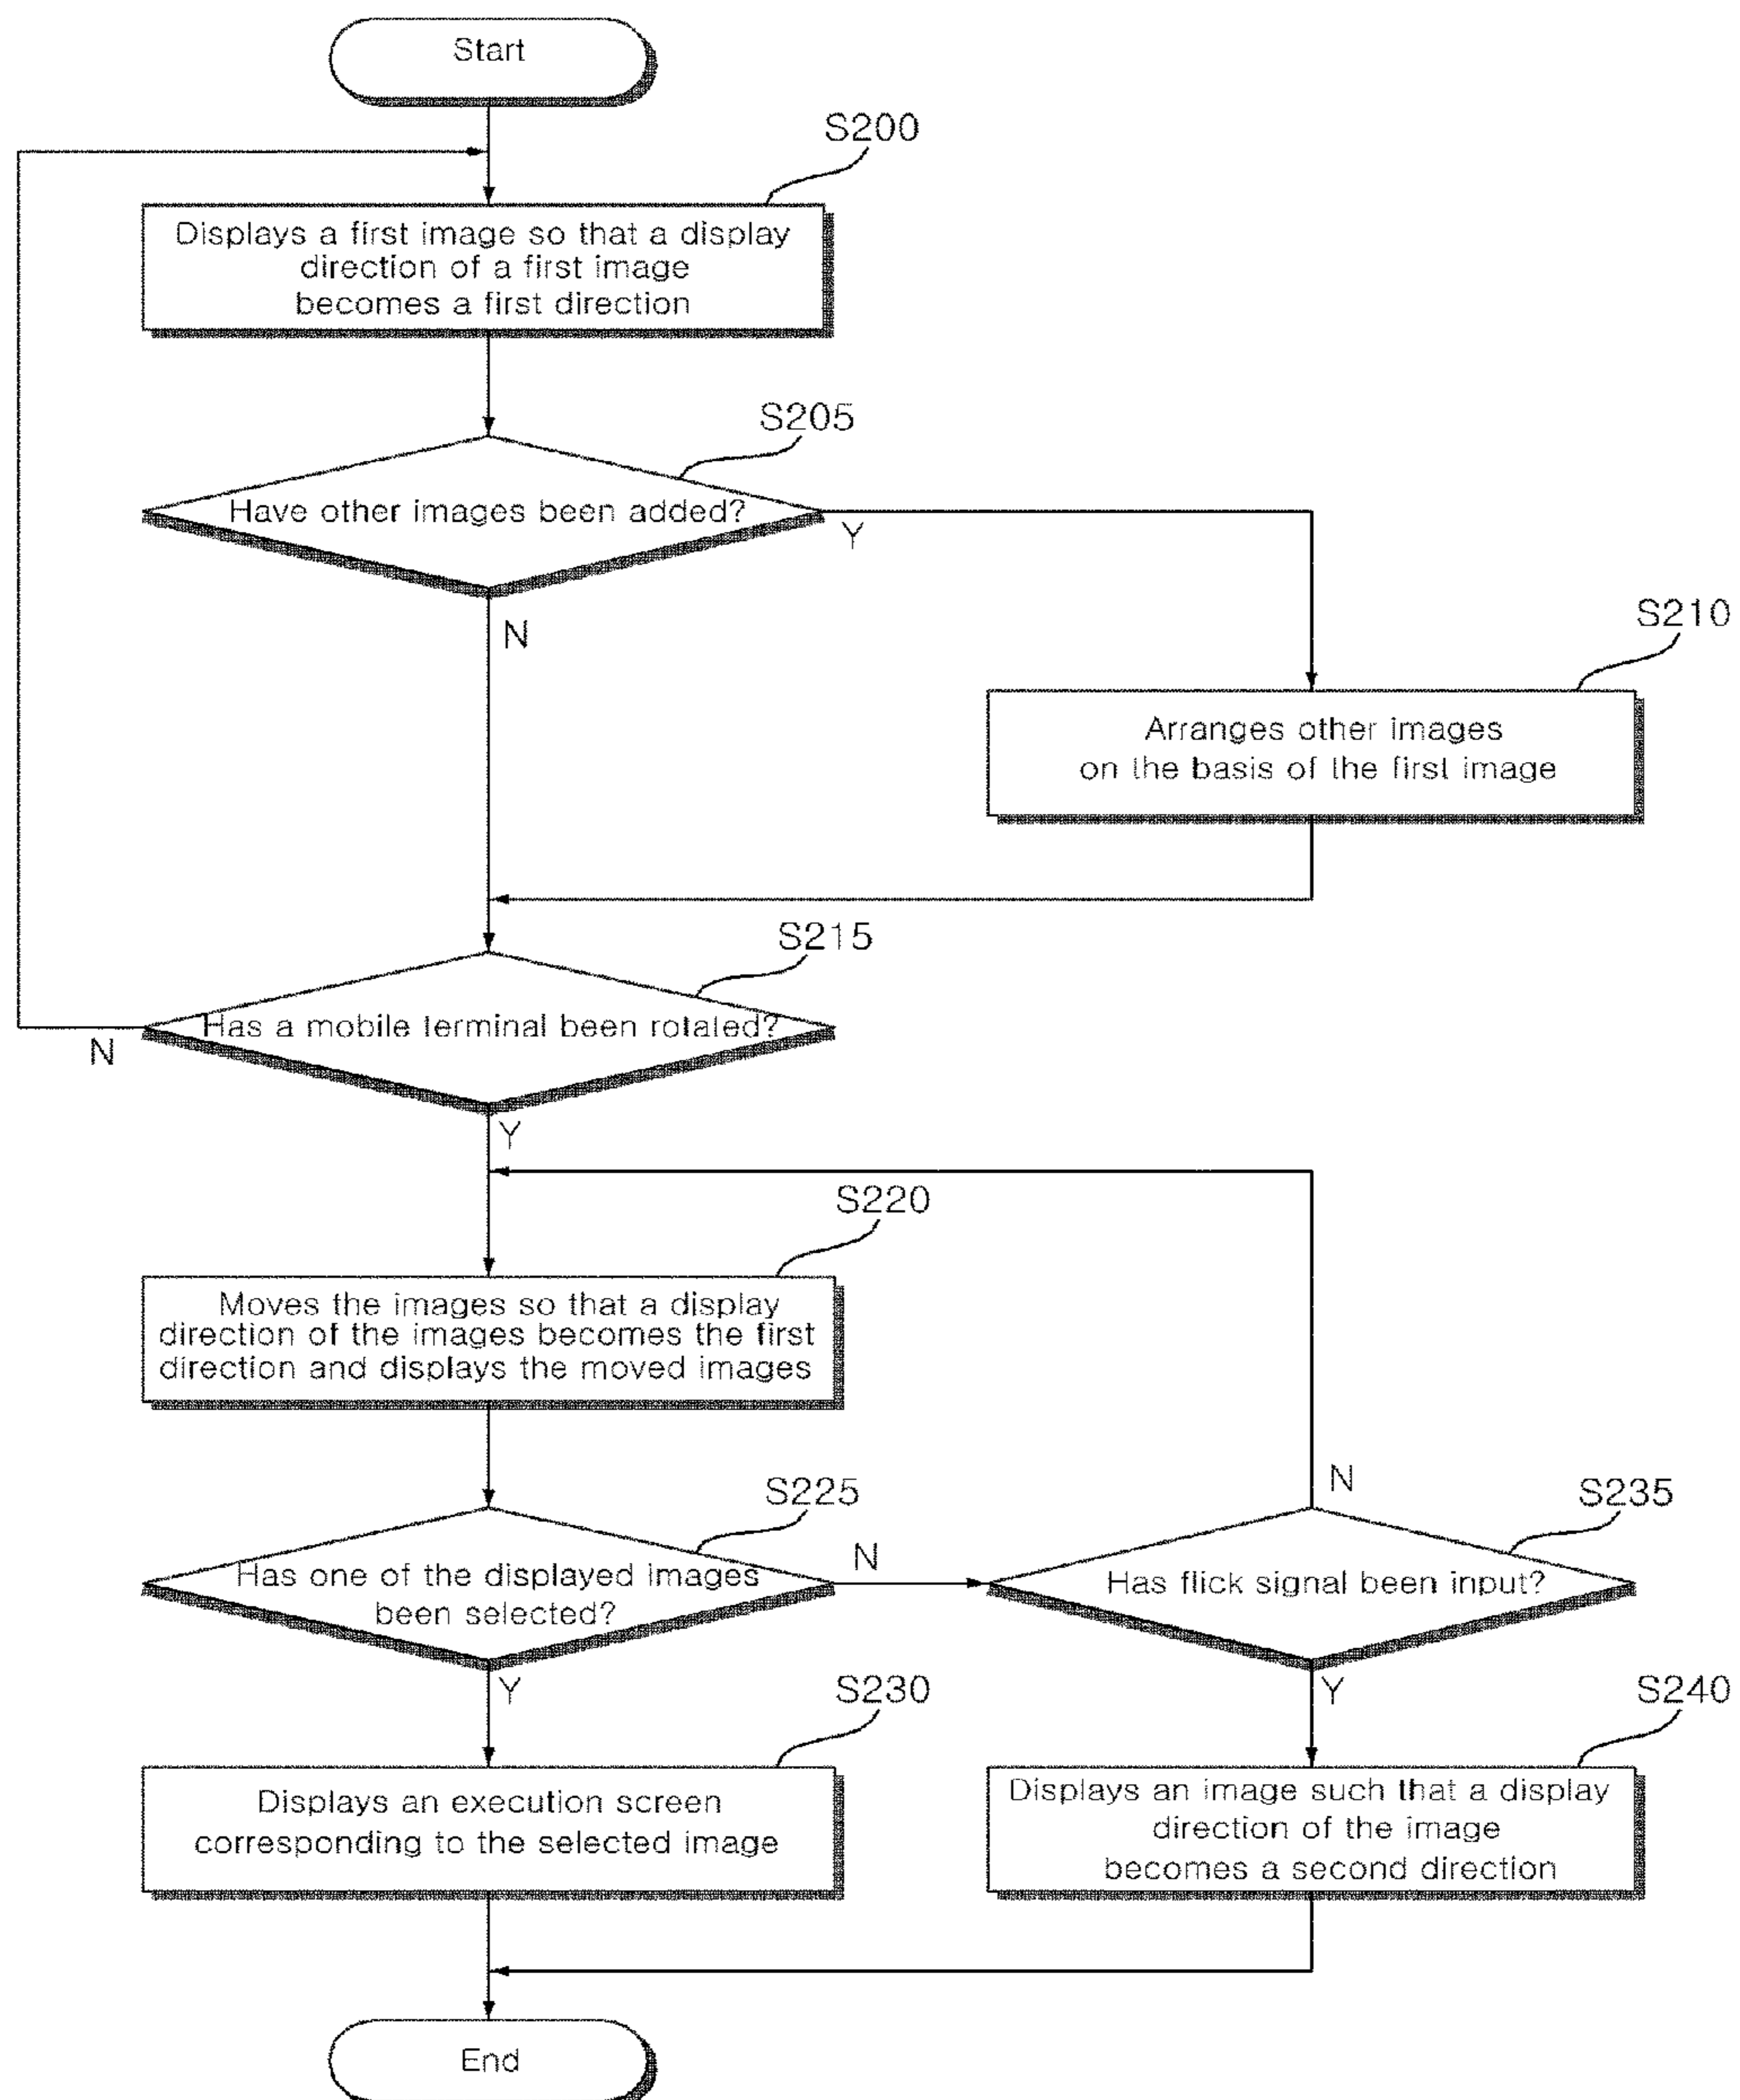 Start
S200
Displays a first image so that a display
direction of a first image
becomes a first direction
S205
Have other images been added?
Y
N
S210
Arranges other images
on the basis of the first image
S215
Has a mobile terminal been rotated?
N
Y
S220
Moves the images so that a display
direction of the images becomes the first
direction and displays the moved images
S225
Has one of the displayed images
been selected?
N
Y
S235
Has flick signal been input?
N
Y
S230
Displays an execution screen
corresponding to the selected image
S240
Displays an image such that a display
direction of the image
becomes a second direction
End